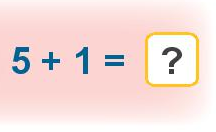 5 + 1 = ?